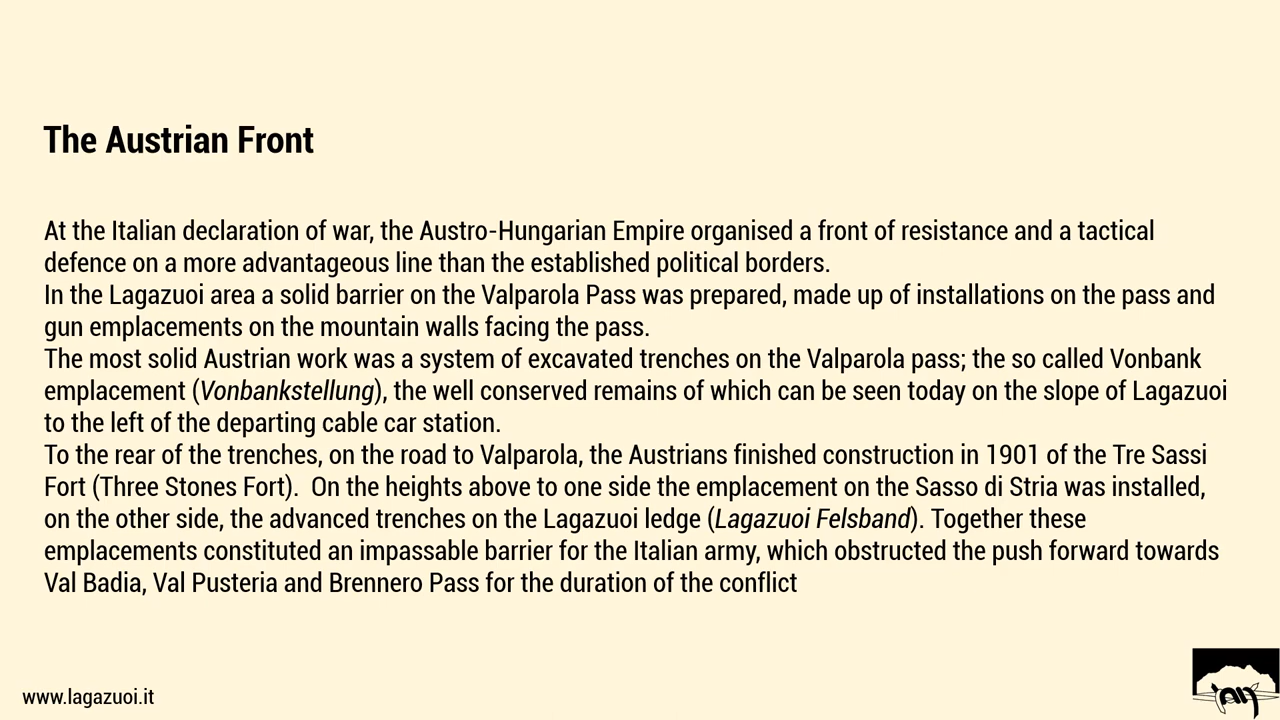 The Austrian Front
At the Italian declaration of war, the Austro-Hungarian Empire organised a front of resistance and a tactical
defence on a more advantageous line than the established political borders.
In the Lagazuoi area a solid barrier on the Valparola Pass was prepared, made up of installations on the pass and
gun emplacements on the mountain walls facing the pass.
The most solid Austrian work was a system of excavated trenches on the Valparola pass; the so called Vonbank
emplacement (Vonbankstellung), the well conserved remains of which can be seen today on the slope of Lagazuoi
to the left of the departing cable car station.
To the rear of the trenches, on the road to Valparola, the Austrians finished construction in 1901 of the Tre Sassi
Fort (Three Stones Fort).  On the heights above to one side the emplacement on the Sasso di Stria was installed,
on the other side, the advanced trenches on the Lagazuoi ledge (Lagazuoi Felsband). Together these
emplacements constituted an impassable barrier for the Italian army, which obstructed the push forward towards
Val Badia, Val Pusteria and Brennero Pass for the duration of the conflict
www.lagazuoi.it